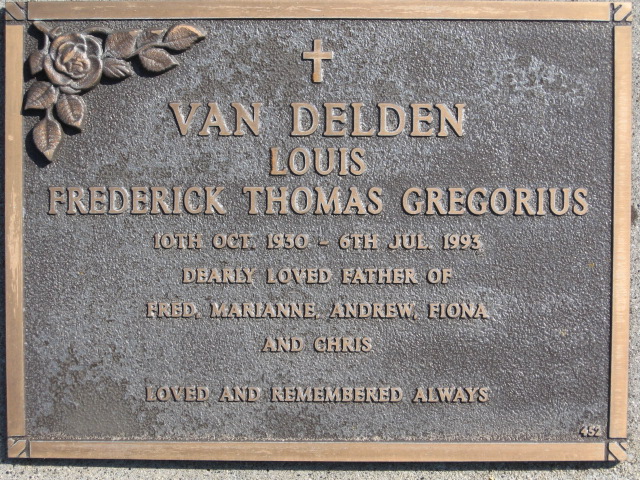 VAN DELDEN
LOUIS
FREDERICK THOMAS GREGORIUS
10TH OCT. 1930 - 6TH JUL. 1993
DEARLY LOVED FATHER OF
FRED, MARIANNE, ANDREW, FIONA
AND CHRIS
LOVED AND REMEMBERED ALWAYS
452